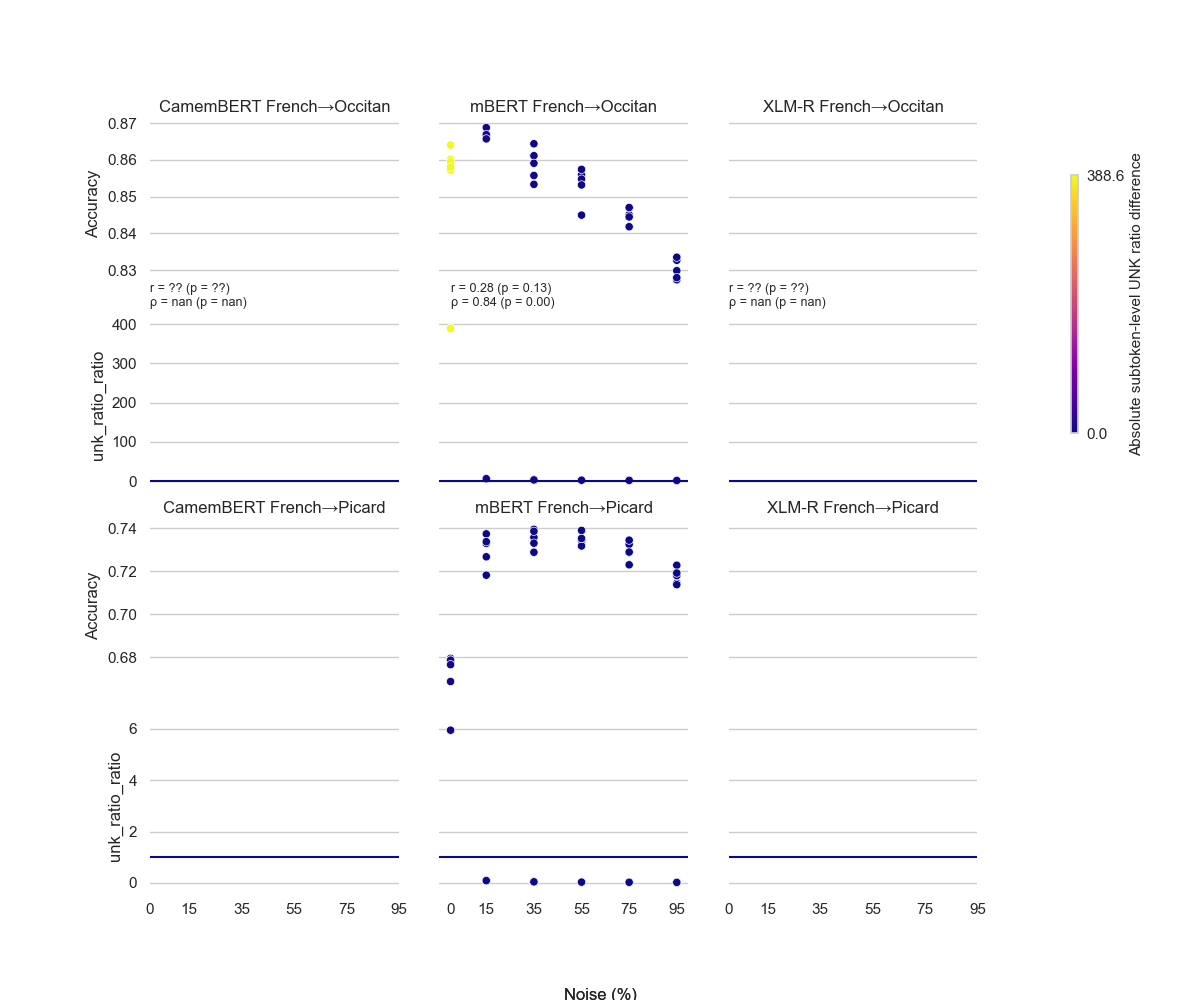 CamemBERT French→Occitan
mBERT French→Occitan
XLM-R French→Occitan
0.87
0.86
0.85
0.84
0.83
Accuracy
r = ?? (p = ??)
ρ = nan (p = nan)
r = 0.28 (p = 0.13)
ρ = 0.84 (p = 0.00)
r = ?? (p = ??)
ρ = nan (p = nan)
400
300
200
100
0
unk_ratio_ratio
388.6
0.0
Absolute subtoken-level UNK ratio difference
CamemBERT French→Picard
mBERT French→Picard
XLM-R French→Picard
0.74
0.72
0.70
0.68
Accuracy
6
4
2
0
unk_ratio_ratio
0 15 35 55 75 95
0 15 35 55 75 95
0 15 35 55 75 95
Noise (%)